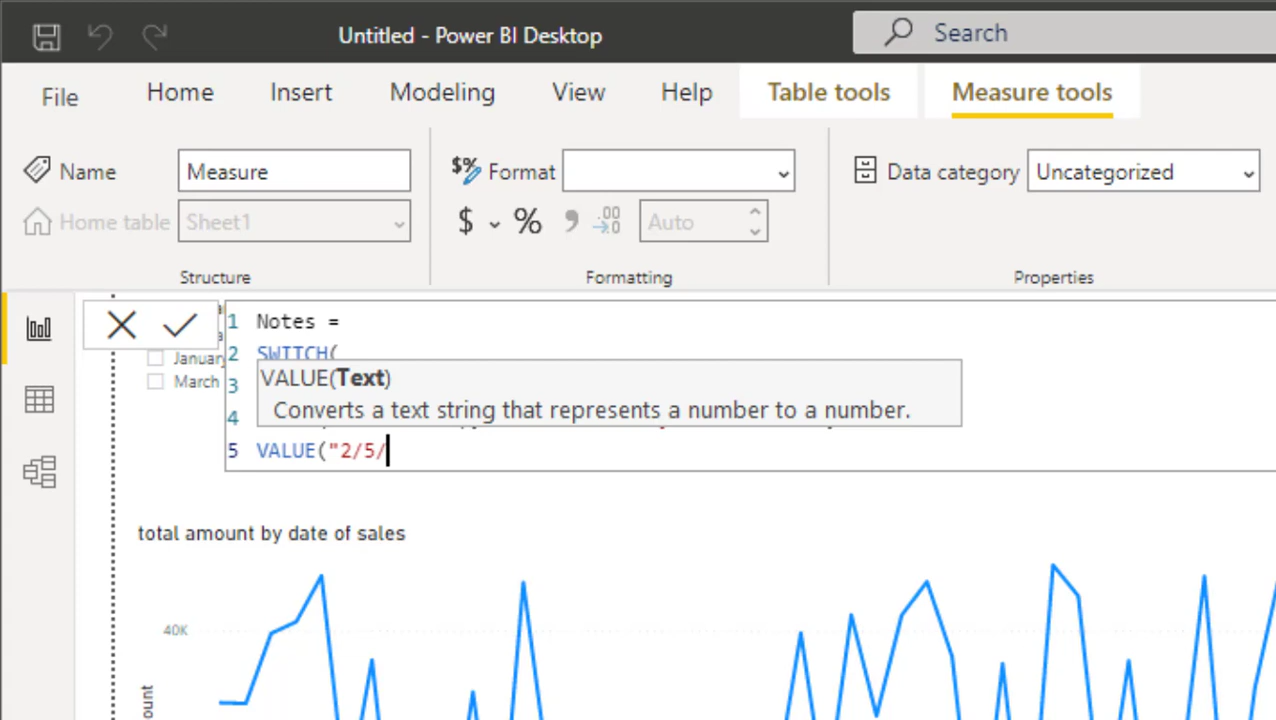 Untitled - Power BI Desktop
Search
File Home Insert Modeling View Help Table tools Measure tools
Name Measure
Format
Data category Uncategorized
Home table Sheet1
$ % .00 →.0 Auto
Structure Formatting Properties
1 Notes =
2 SWITCH(
January
March
VALUE(Text)
3
Converts a text string that represents a number to a number.
4
5 VALUE("2/5/
total amount by date of sales
40K
ount